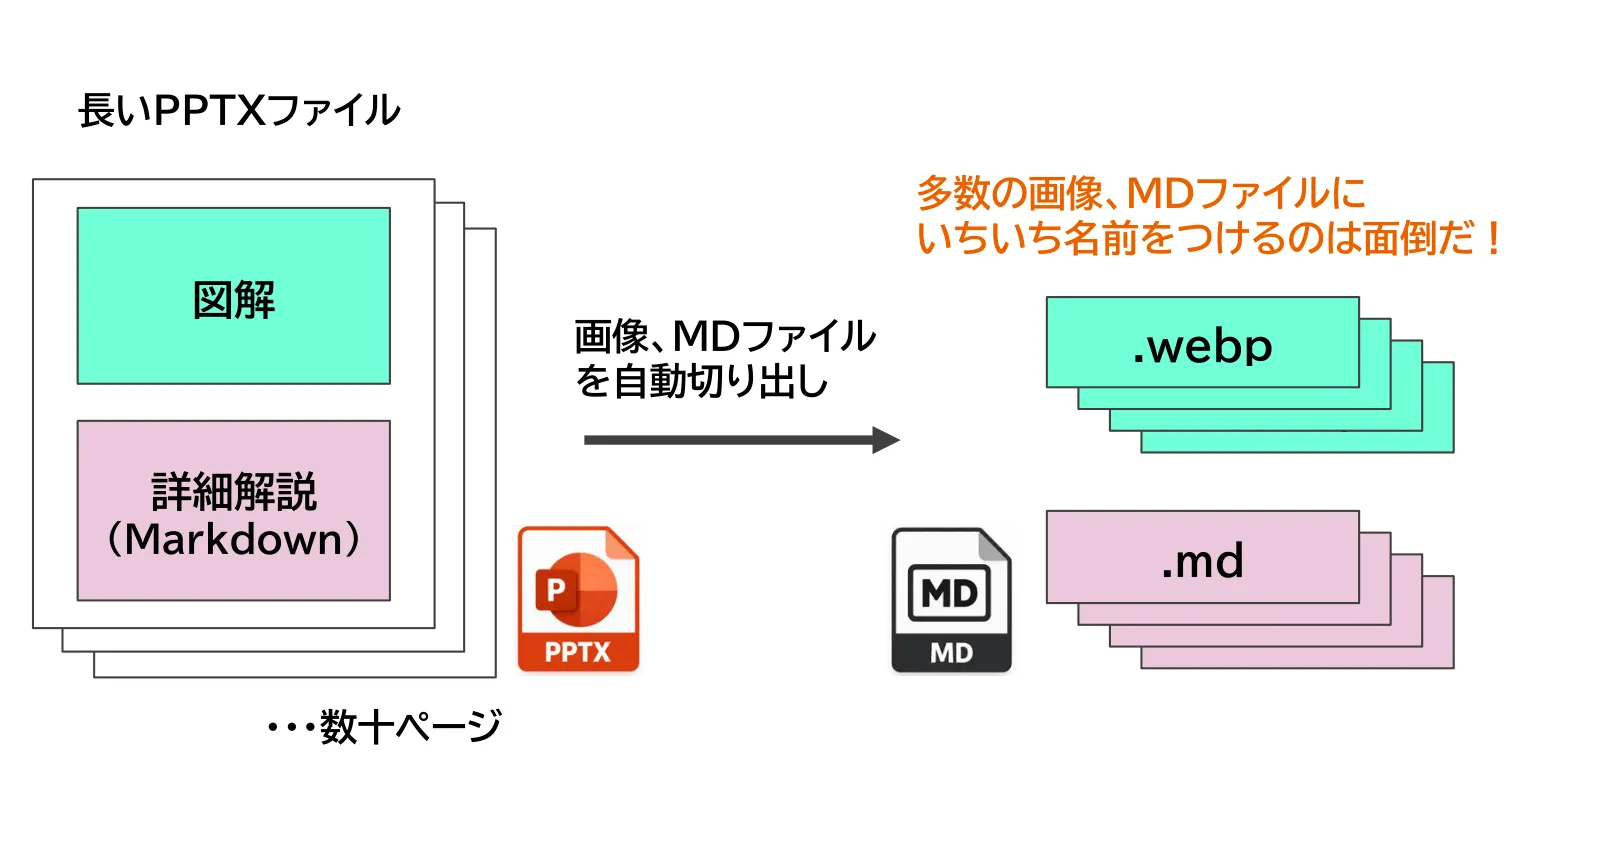 長いPPTXファイル
図解
詳細解説
（Markdown）
・・・数十ページ
P
PPTX
画像、MDファイル
を自動切り出し
多数の画像、MDファイルに
いちいち名前をつけるのは面倒だ！
.webp
.md
MD
MD